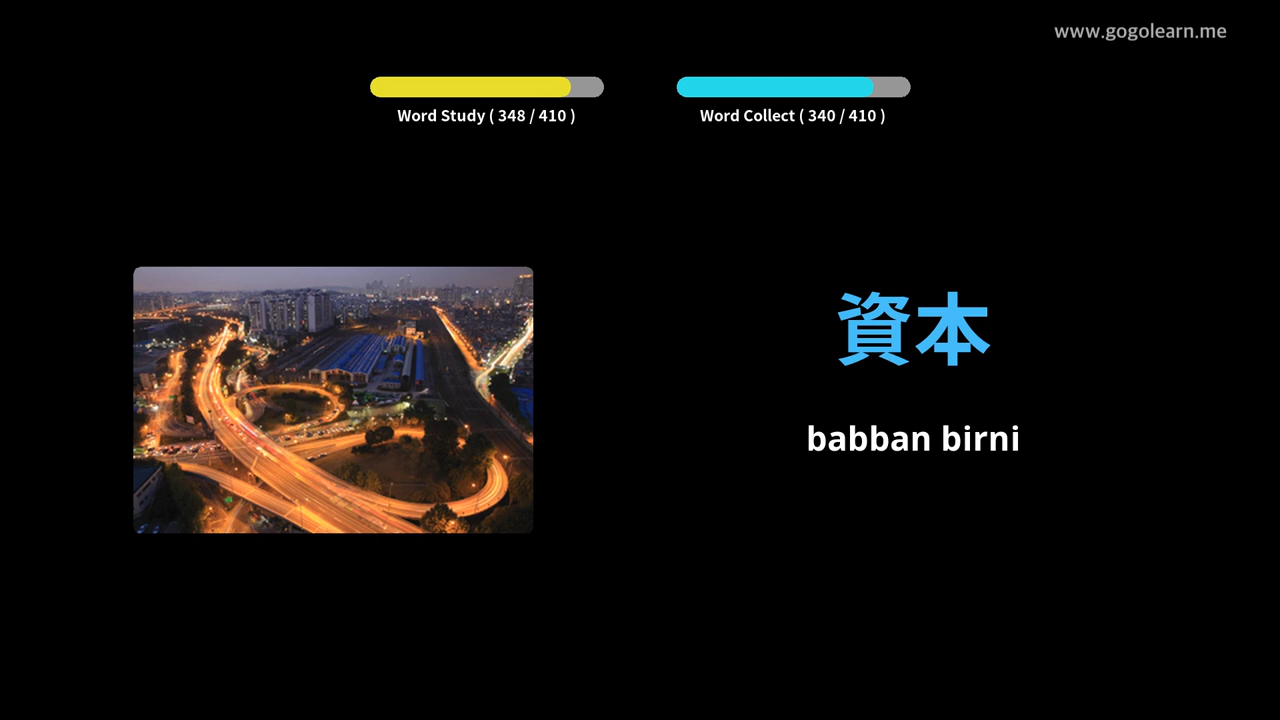 www.gogolearn.me
Word Study ( 348 / 410 )
Word Collect ( 340 / 410 )
資本
babban birni